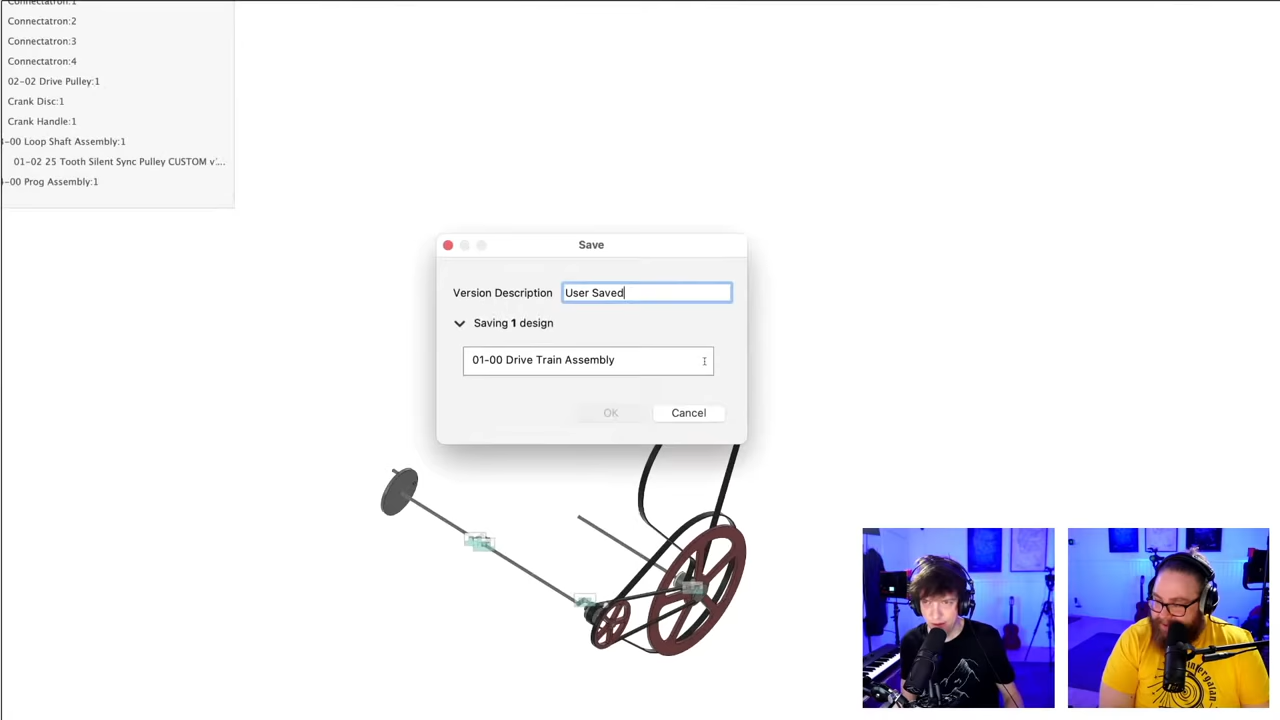 Connectatron:1
Connectatron:2
Connectatron:3
Connectatron:4
02-02 Drive Pulley:1
Crank Disc:1
Crank Handle:1
-00 Loop Shaft Assembly:1
01-02 25 Tooth Silent Sync Pulley CUSTOM v'...
-00 Prog Assembly:1
Save
Version Description User Saved
Saving 1 design
01-00 Drive Train Assembly
OK Cancel